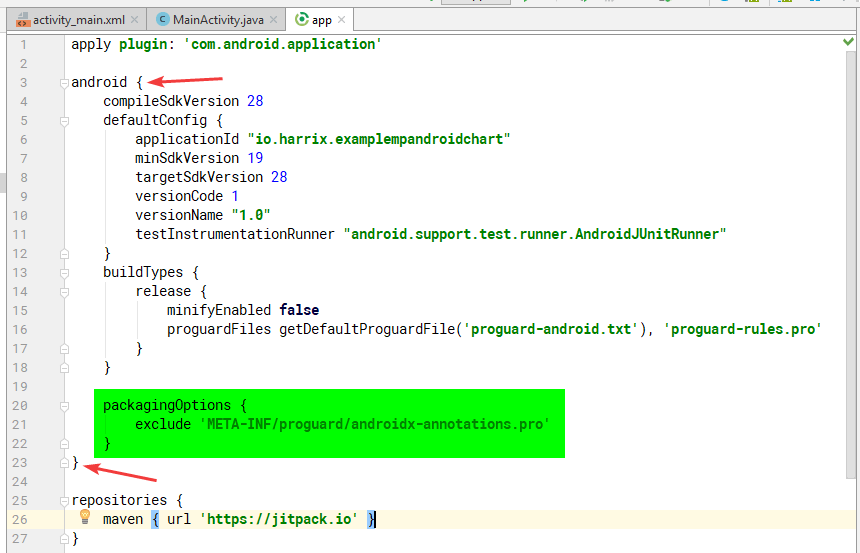 activity_main.xml
MainActivity.java
app
1 apply plugin: 'com.android.application'
2
3 android {
4 compileSdkVersion 28
5 defaultConfig {
6 applicationId "io.harrix.examplempandroidchart"
7 minSdkVersion 19
8 targetSdkVersion 28
9 versionCode 1
10 versionName "1.0"
11 testInstrumentationRunner "android.support.test.runner.AndroidJUnitRunner"
12 }
13 buildTypes {
14 release {
15 minifyEnabled false
16 proguardFiles getDefaultProguardFile('proguard-android.txt'), 'proguard-rules.pro'
17 }
18 }
19
20 packagingOptions {
21 exclude 'META-INF/proguard/androidx-annotations.pro'
22 }
23 }
24
25 repositories {
26 maven { url 'https://jitpack.io' }
27 }